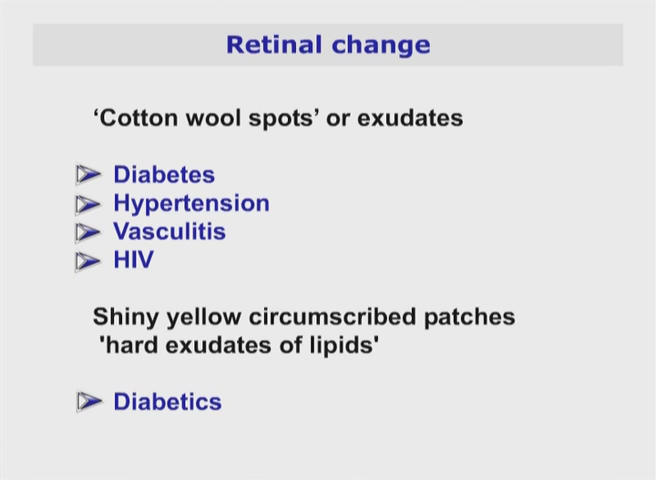 Retinal change
‘Cotton wool spots’ or exudates
Diabetes
Hypertension
Vasculitis
HIV
Shiny yellow circumscribed patches
'hard exudates of lipids'
Diabetics